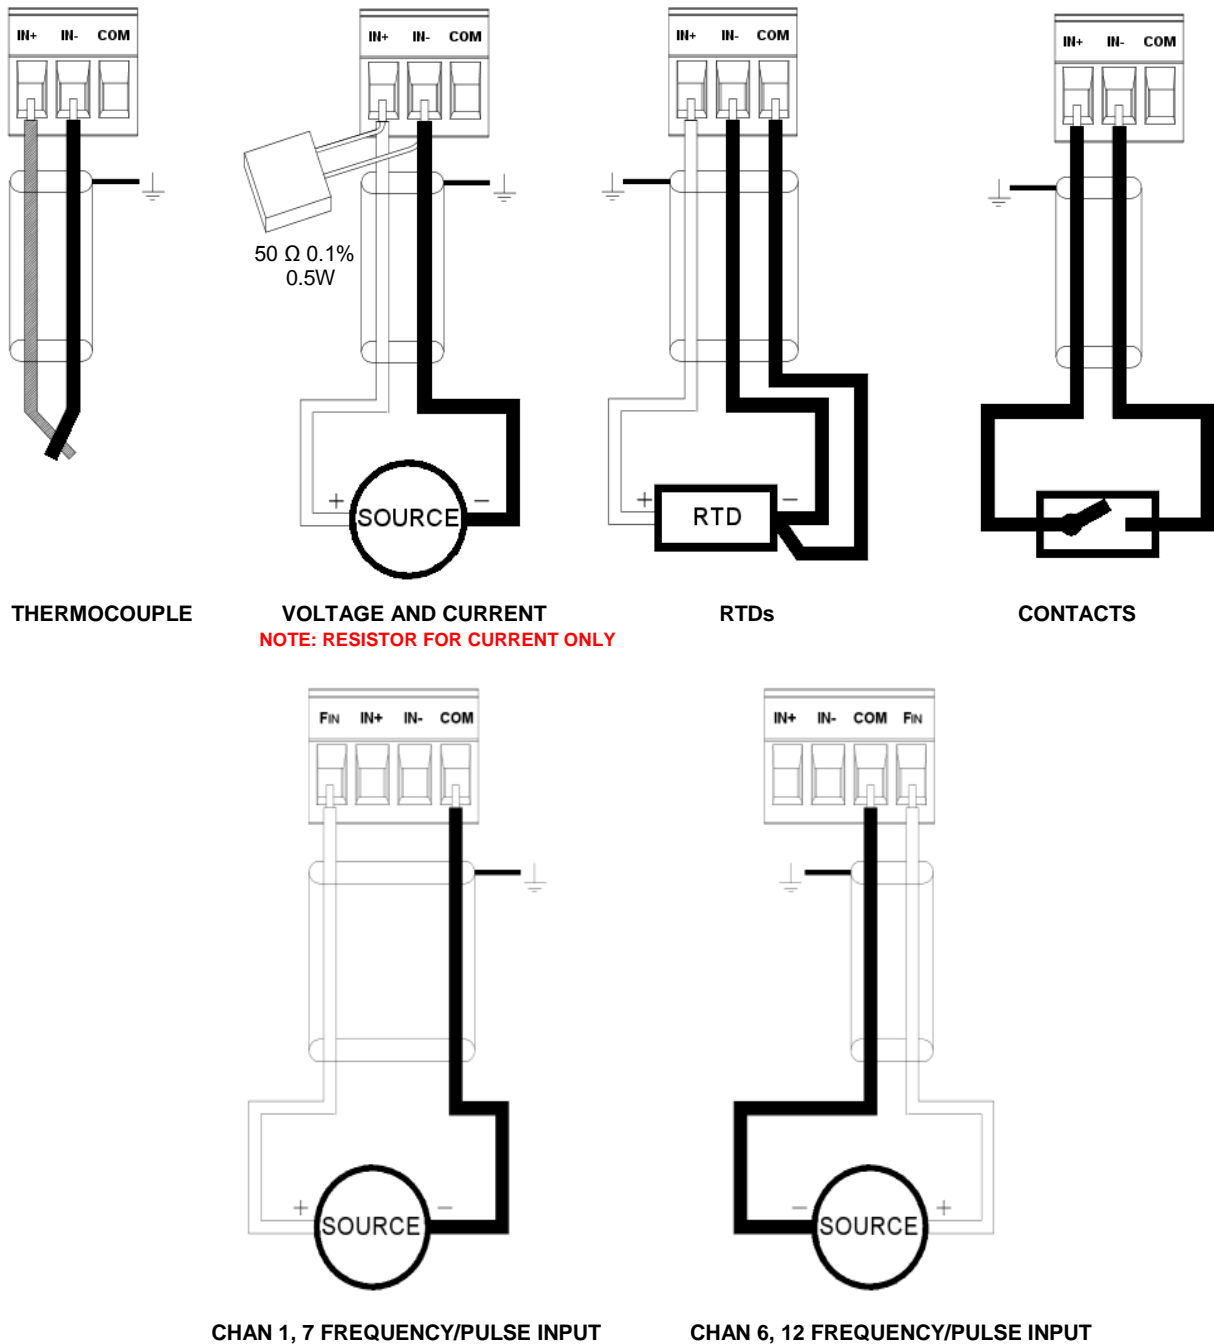 IN+ IN- COM
IN+ IN- COM
IN+ IN- COM
IN+ IN- COM
50 Ω 0.1%
0.5W
+ SOURCE −
+ RTD −
THERMOCOUPLE
VOLTAGE AND CURRENT
NOTE: RESISTOR FOR CURRENT ONLY
RTDs
CONTACTS
FIN IN+ IN- COM
IN+ IN- COM FIN
+ SOURCE −
− SOURCE +
CHAN 1, 7 FREQUENCY/PULSE INPUT
CHAN 6, 12 FREQUENCY/PULSE INPUT